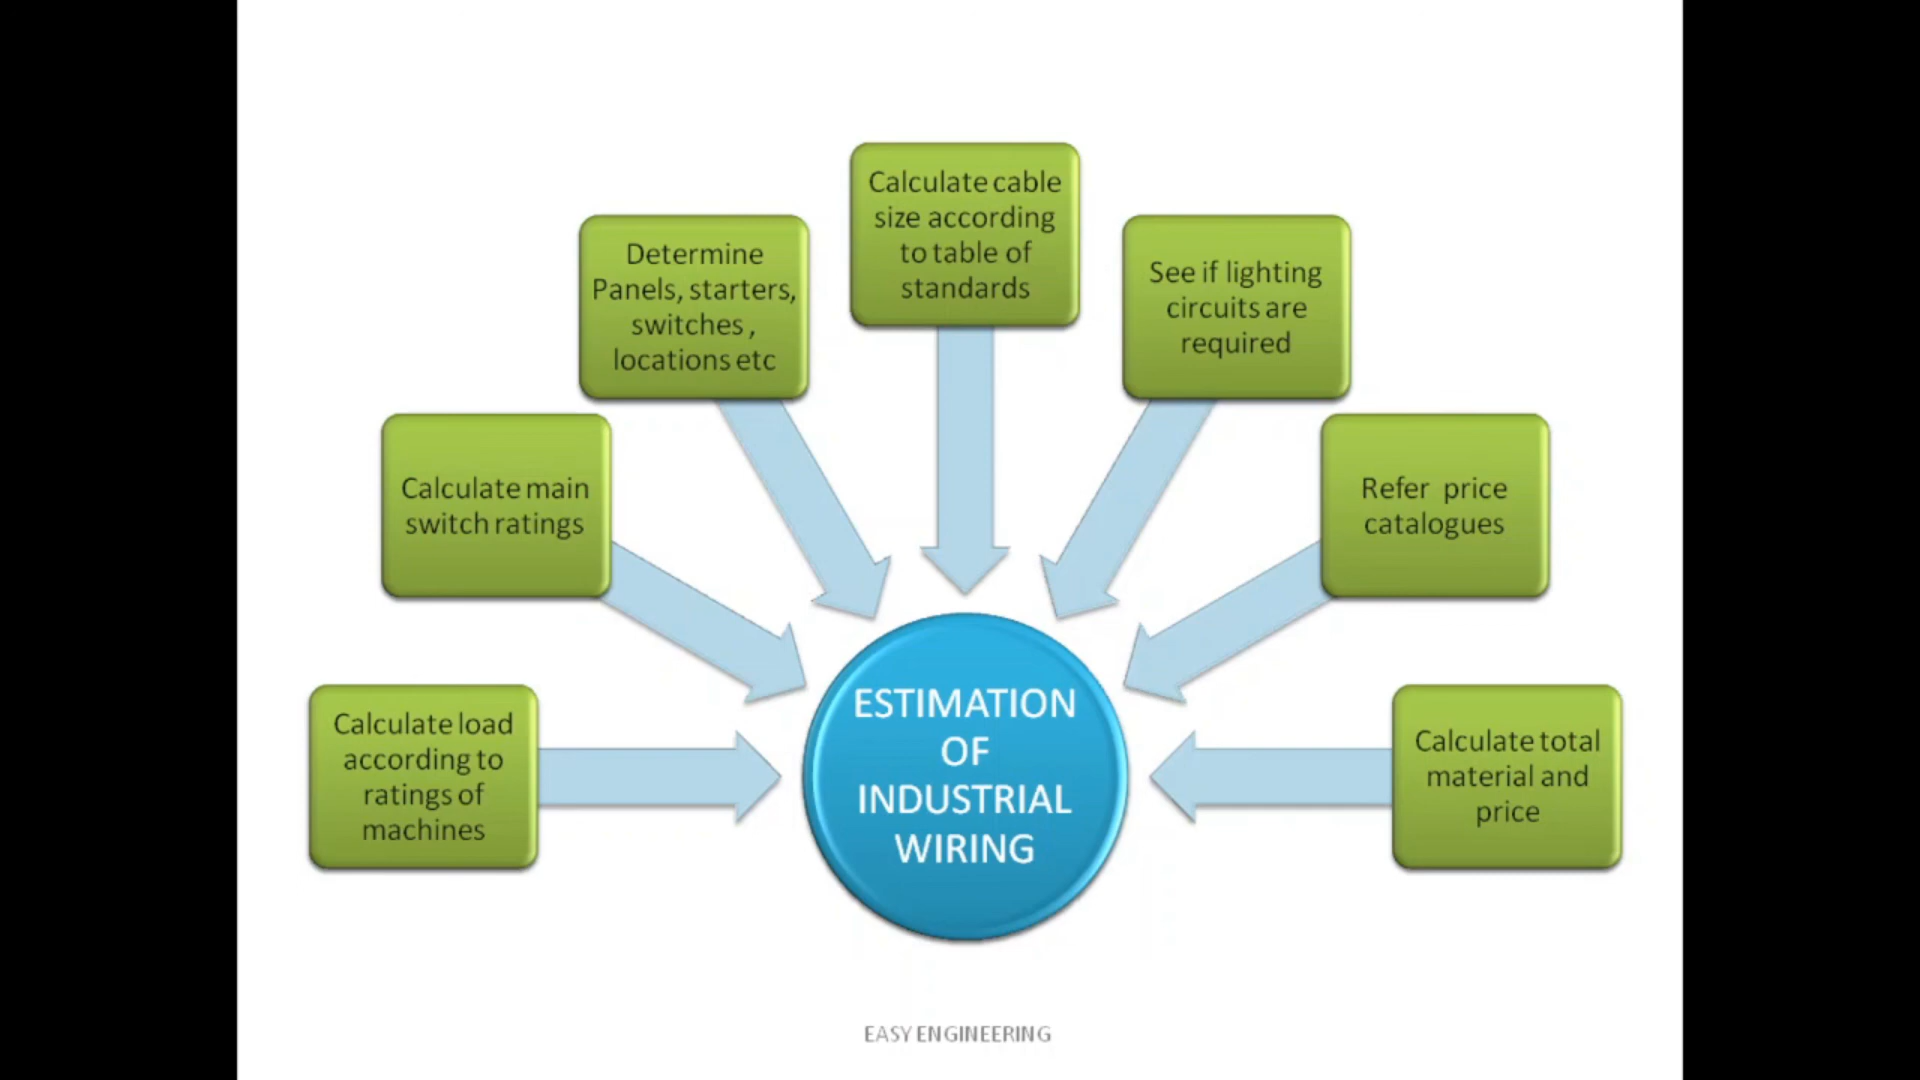 Calculate cable
size according
to table of
standards
Determine
Panels, starters,
switches ,
locations etc
See if lighting
circuits are
required
Calculate main
switch ratings
Refer price
catalogues
Calculate load
according to
ratings of
machines
ESTIMATION
OF
INDUSTRIAL
WIRING
Calculate total
material and
price
EASY ENGINEERING